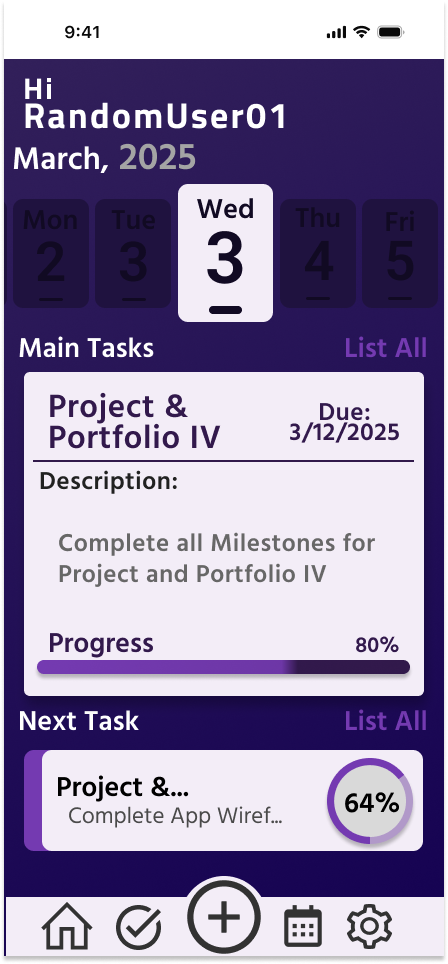 9:41
Hi
RandomUser01
March, 2025
Mon Tue Wed Thu Fri
2 3 3 4 5
Main Tasks List All
Project & Due:
Portfolio IV 3/12/2025
Description:
Complete all Milestones for
Project and Portfolio IV
Progress 80%
Next Task List All
Project &...
Complete App Wiref...
64%